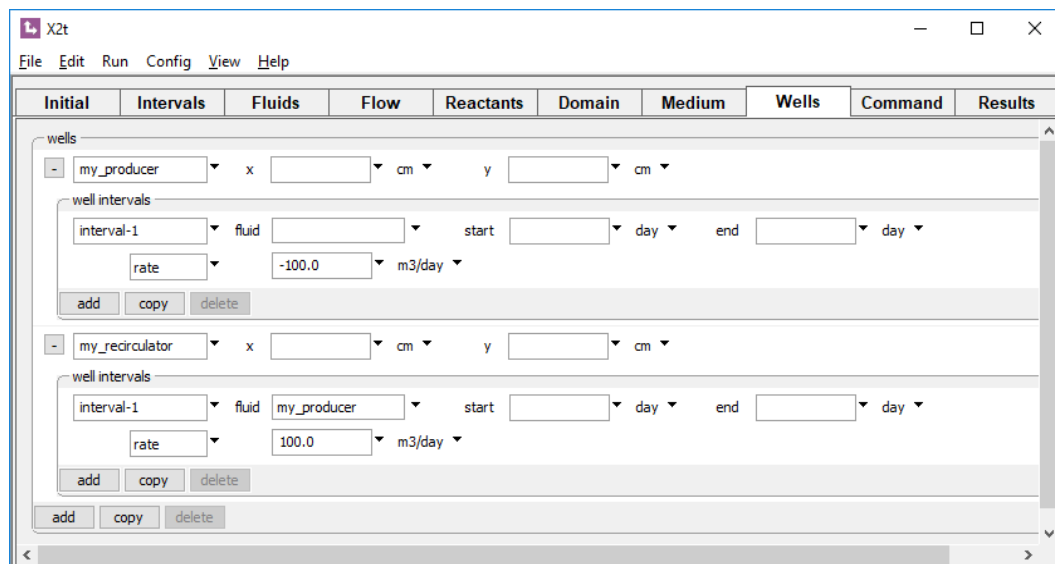 X2t
File Edit Run Config View Help
Initial Intervals Fluids Flow Reactants Domain Medium Wells Command Results
wells
- my_producer x cm y cm
well intervals
interval-1 fluid start day end day
rate -100.0 m3/day
add copy delete
- my_recirculator x cm y cm
well intervals
interval-1 fluid my_producer start day end day
rate 100.0 m3/day
add copy delete
add copy delete